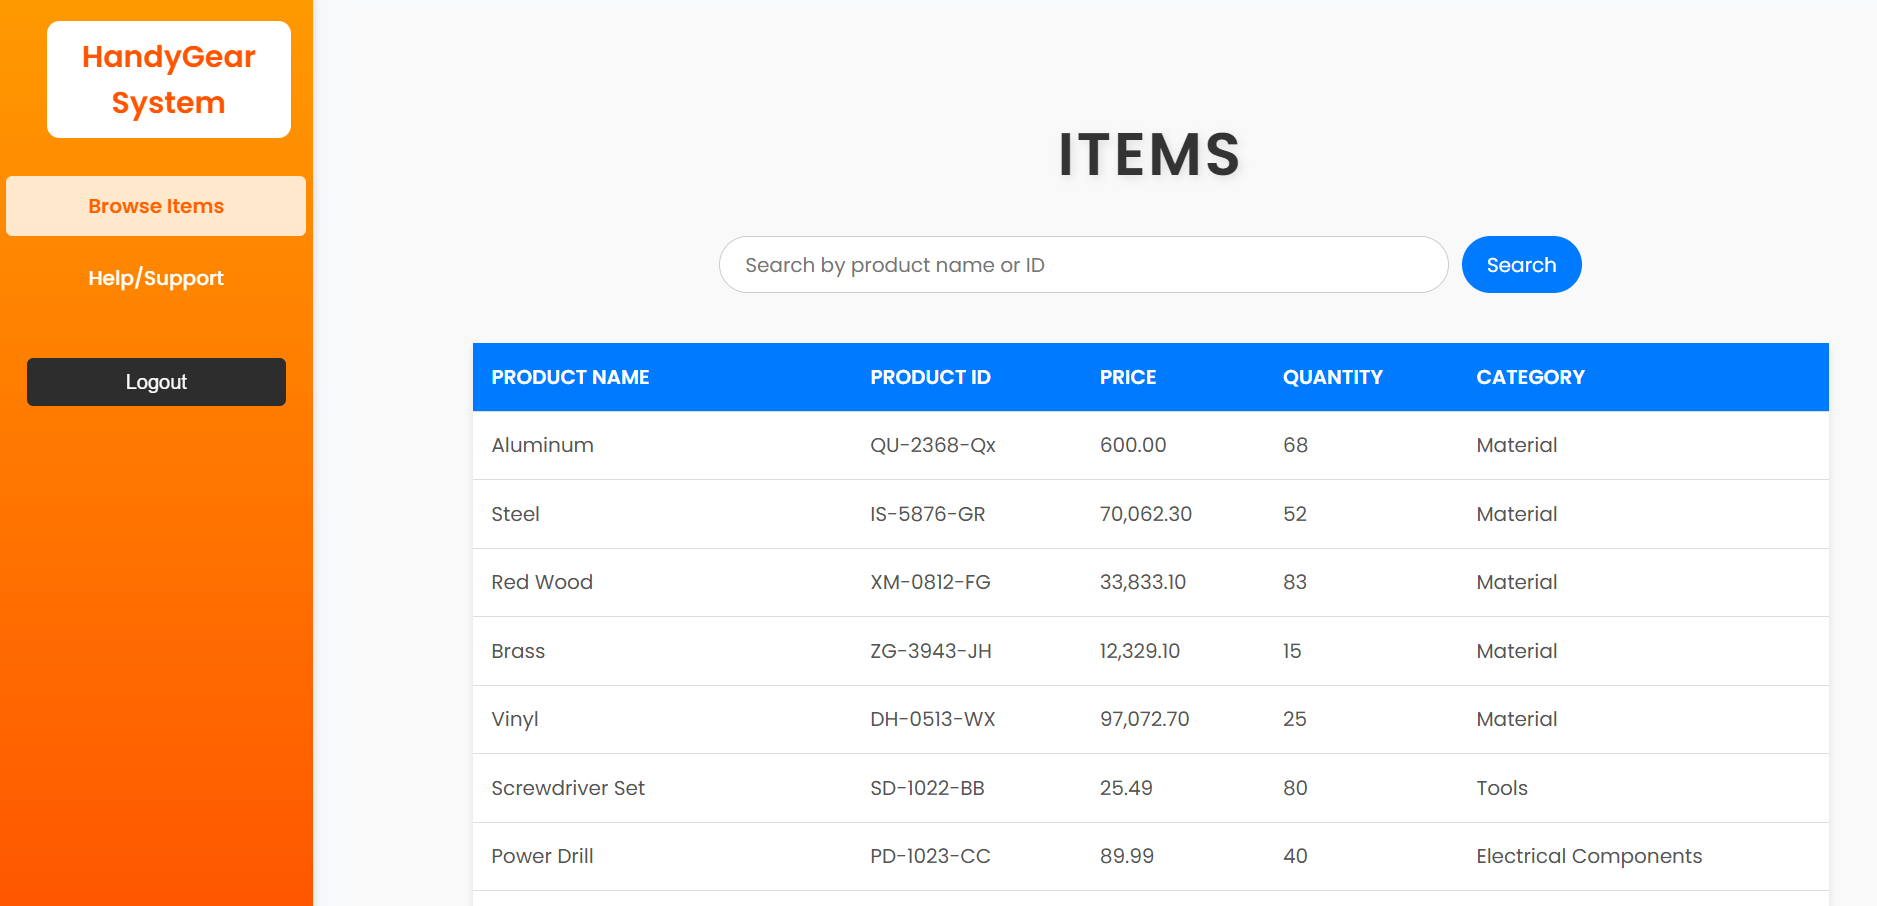 HandyGear
System
Browse Items
Help/Support
Logout
ITEMS
Search by product name or ID Search
PRODUCT NAME PRODUCT ID PRICE QUANTITY CATEGORY
Aluminum QU-2368-Qx 600.00 68 Material
Steel IS-5876-GR 70,062.30 52 Material
Red Wood XM-0812-FG 33,833.10 83 Material
Brass ZG-3943-JH 12,329.10 15 Material
Vinyl DH-0513-WX 97,072.70 25 Material
Screwdriver Set SD-1022-BB 25.49 80 Tools
Power Drill PD-1023-CC 89.99 40 Electrical Components